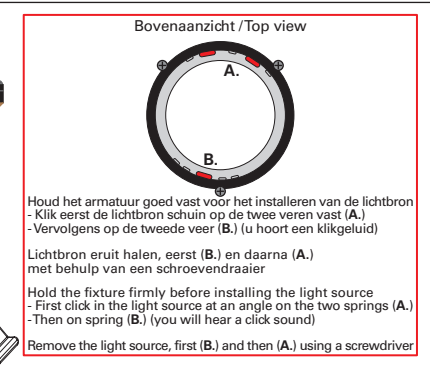 Bovenaanzicht / Top view
A.
B.
Houd het armatuur goed vast voor het installeren van de lichtbron
- Klik eerst de lichtbron schuin op de twee veren vast (A.)
- Vervolgens op de tweede veer (B.) (u hoort een klikgeluid)
Lichtbron eruit halen, eerst (B.) en daarna (A.)
met behulp van een schroevendraaier
Hold the fixture firmly before installing the light source
- First click in the light source at an angle on the two springs (A.)
-Then on spring (B.) (you will hear a click sound)
Remove the light source, first (B.) and then (A.) using a screwdriver